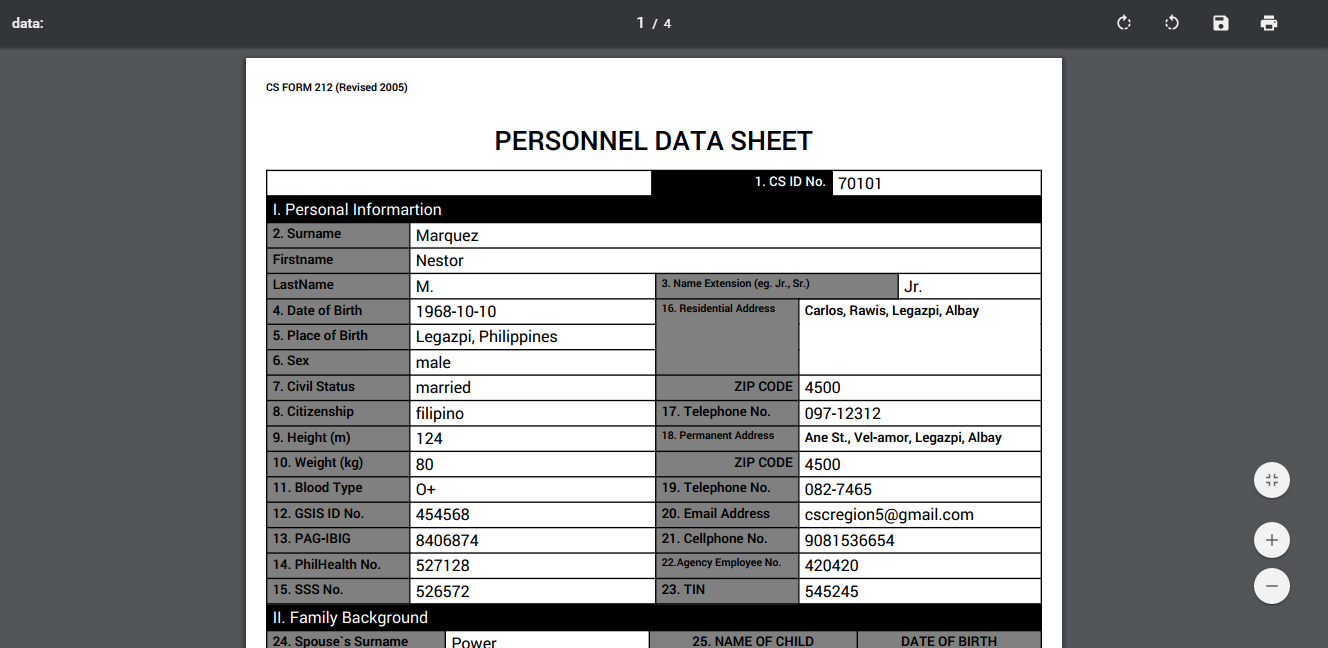 data:
1 / 4
CS FORM 212 (Revised 2005)
PERSONNEL DATA SHEET
1. CS ID No. 70101
I. Personal Informartion
2. Surname Marquez
Firstname Nestor
LastName M. 3. Name Extension (eg. Jr., Sr.) Jr.
4. Date of Birth 1968-10-10 16. Residential Address Carlos, Rawis, Legazpi, Albay
5. Place of Birth Legazpi, Philippines
6. Sex male
7. Civil Status married ZIP CODE 4500
8. Citizenship filipino 17. Telephone No. 097-12312
9. Height (m) 124 18. Permanent Address Ane St., Vel-amor, Legazpi, Albay
10. Weight (kg) 80 ZIP CODE 4500
11. Blood Type O+ 19. Telephone No. 082-7465
12. GSIS ID No. 454568 20. Email Address cscregion5@gmail.com
13. PAG-IBIG 8406874 21. Cellphone No. 9081536654
14. PhilHealth No. 527128 22.Agency Employee No. 420420
15. SSS No. 526572 23. TIN 545245
II. Family Background
24. Spouse`s Surname Power 25. NAME OF CHILD DATE OF BIRTH